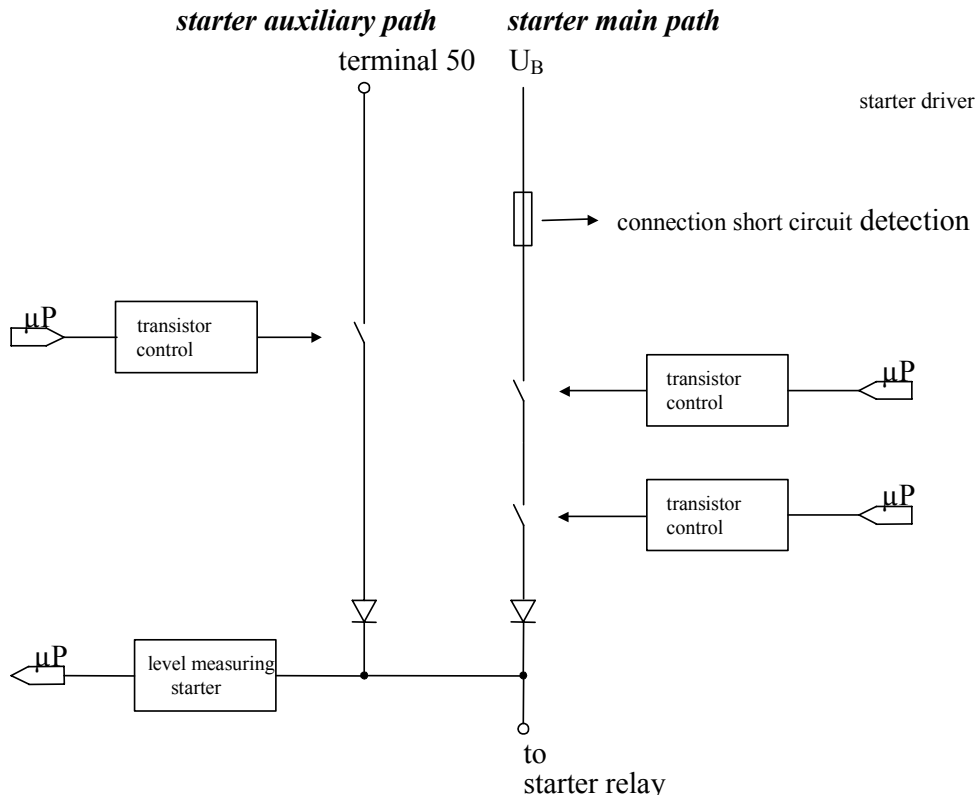 starter auxiliary path
starter main path
terminal 50
U_B
starter driver
connection short circuit detection
µP
transistor
control
transistor
control
µP
transistor
control
µP
µP
level measuring
starter
to
starter relay